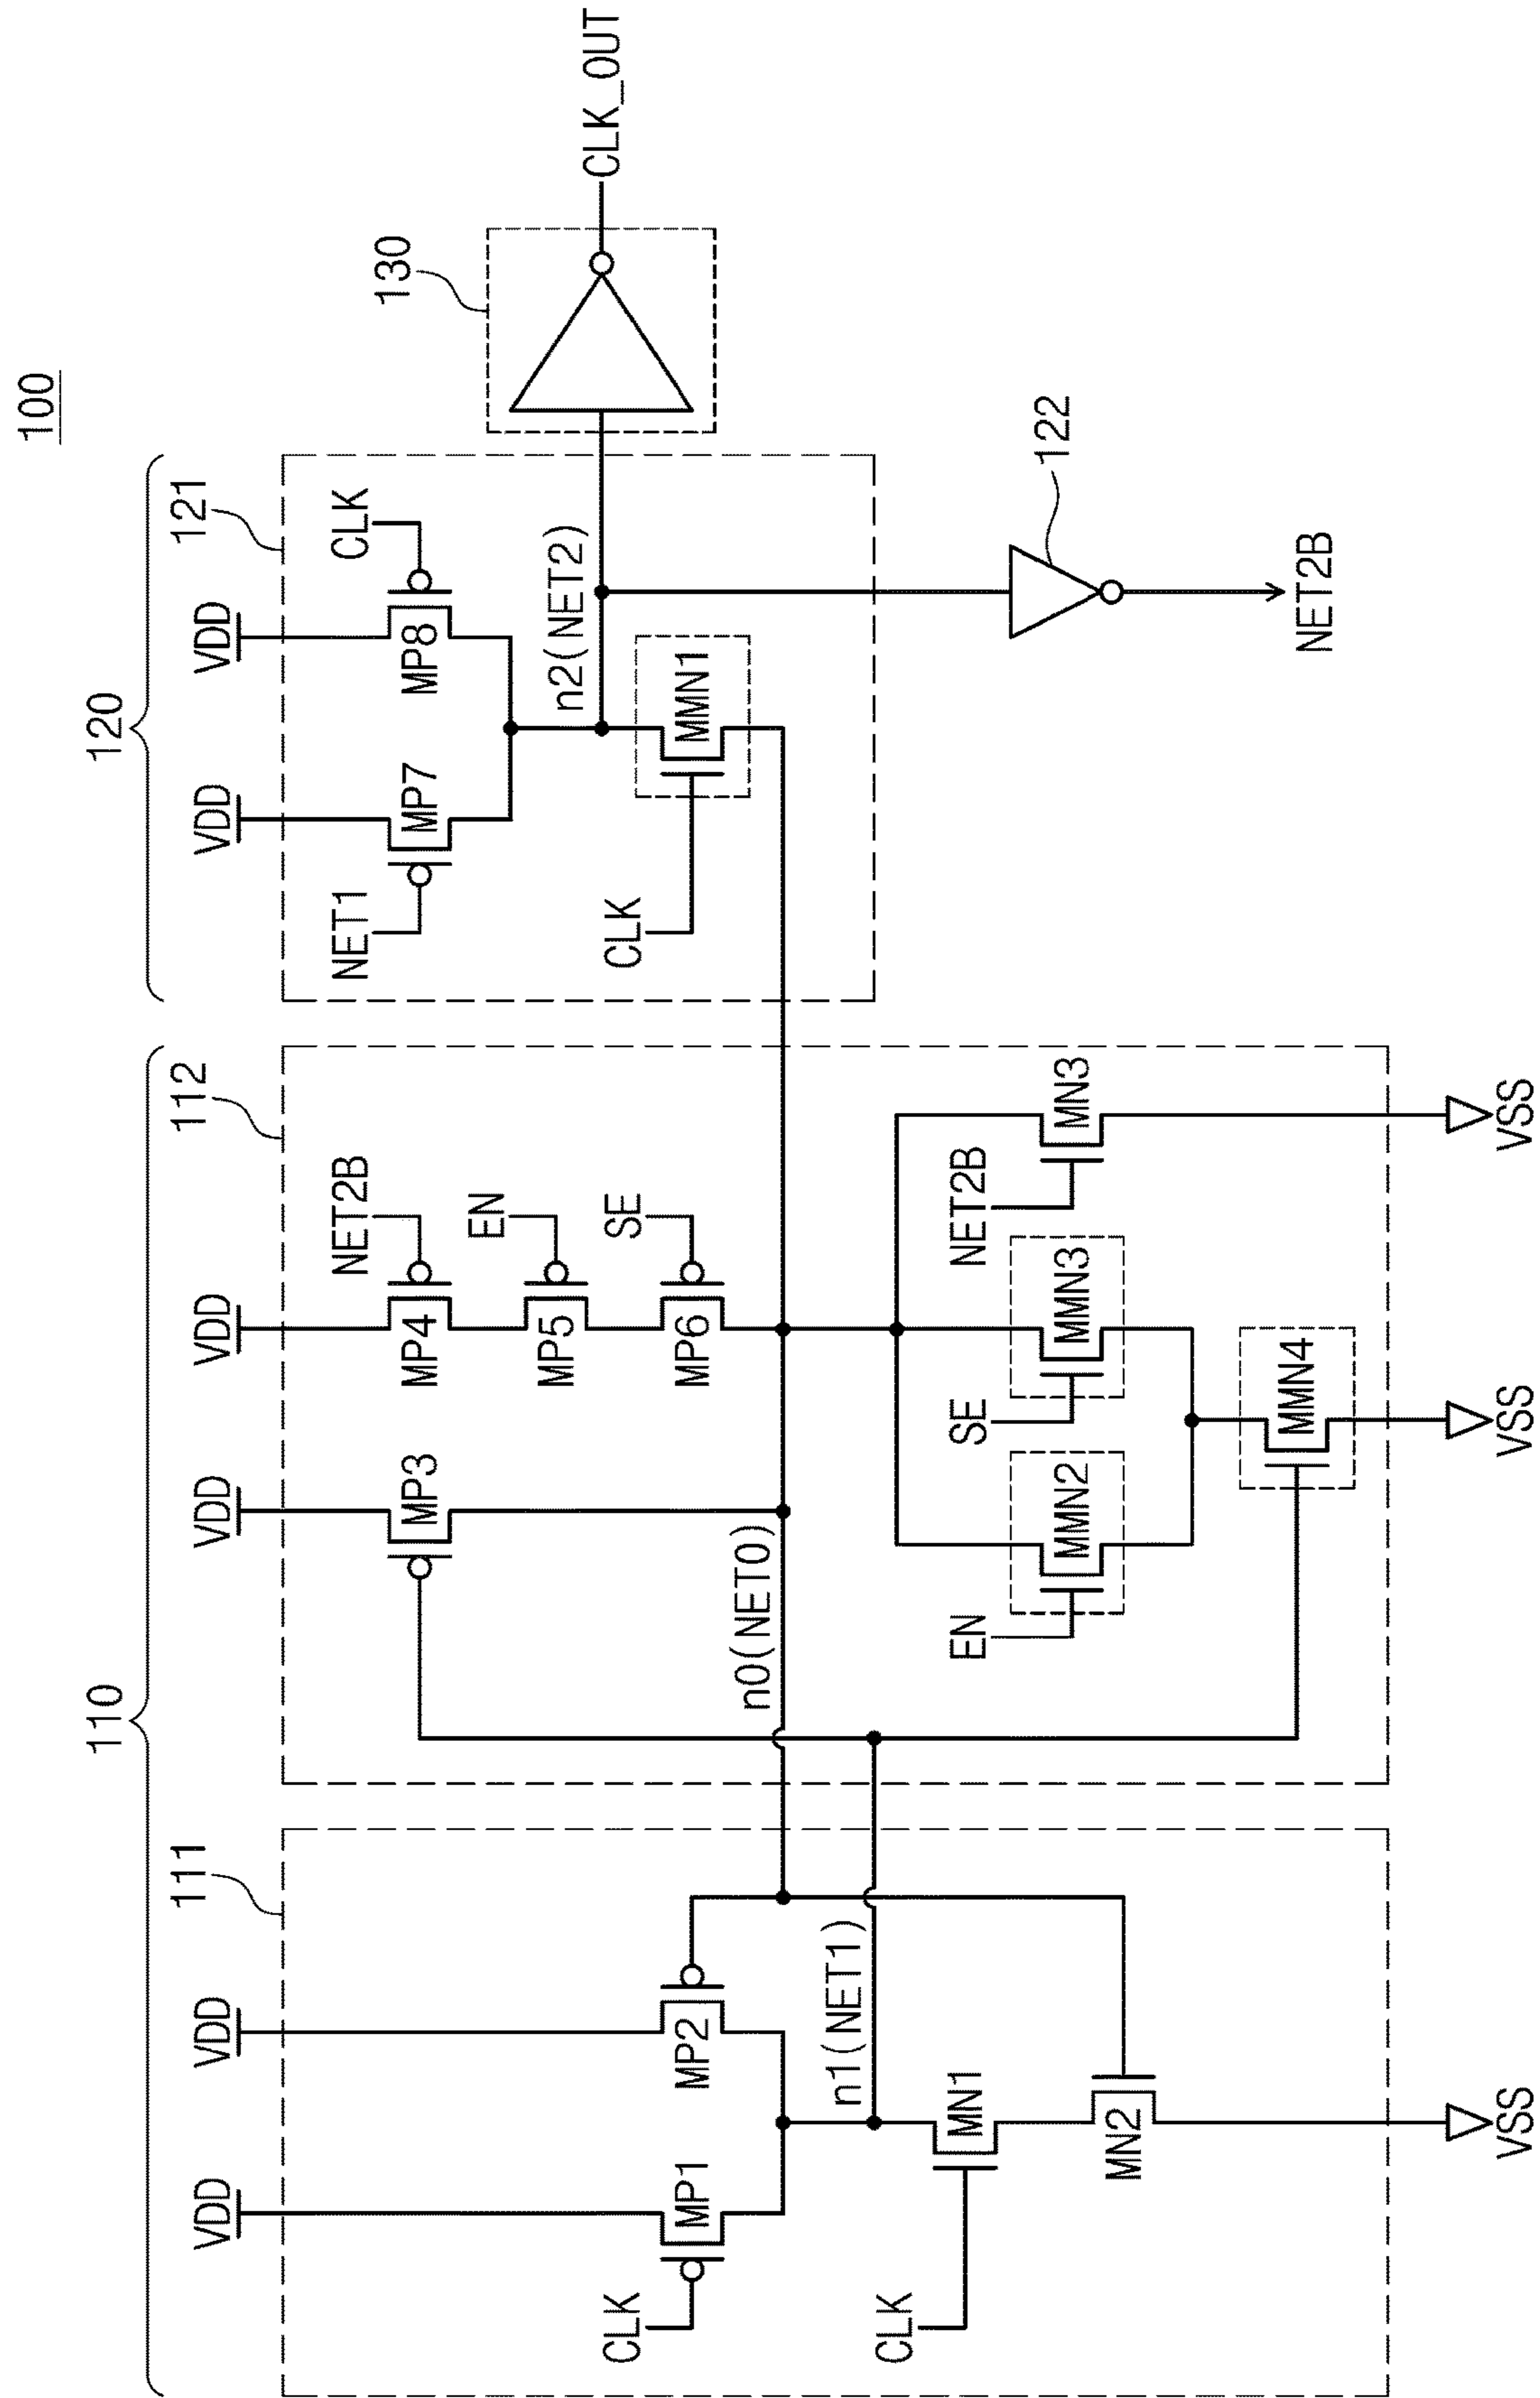 100
110
120
111
112
121
VDD
VDD
VDD
VDD
VDD
VDD
NET2B
NET1
CLK
130
MP3
MP4
MP7
MP8
EN
MP5
n2(NET2)
CLK_OUT
CLK
SE
CLK
MP1
MP2
MP6
MMN1
n0(NET0)
n1(NET1)
CLK
MN1
EN
SE
NET2B
MMN2
MMN3
MN3
122
MN2
MMN4
NET2B
VSS
VSS
VSS